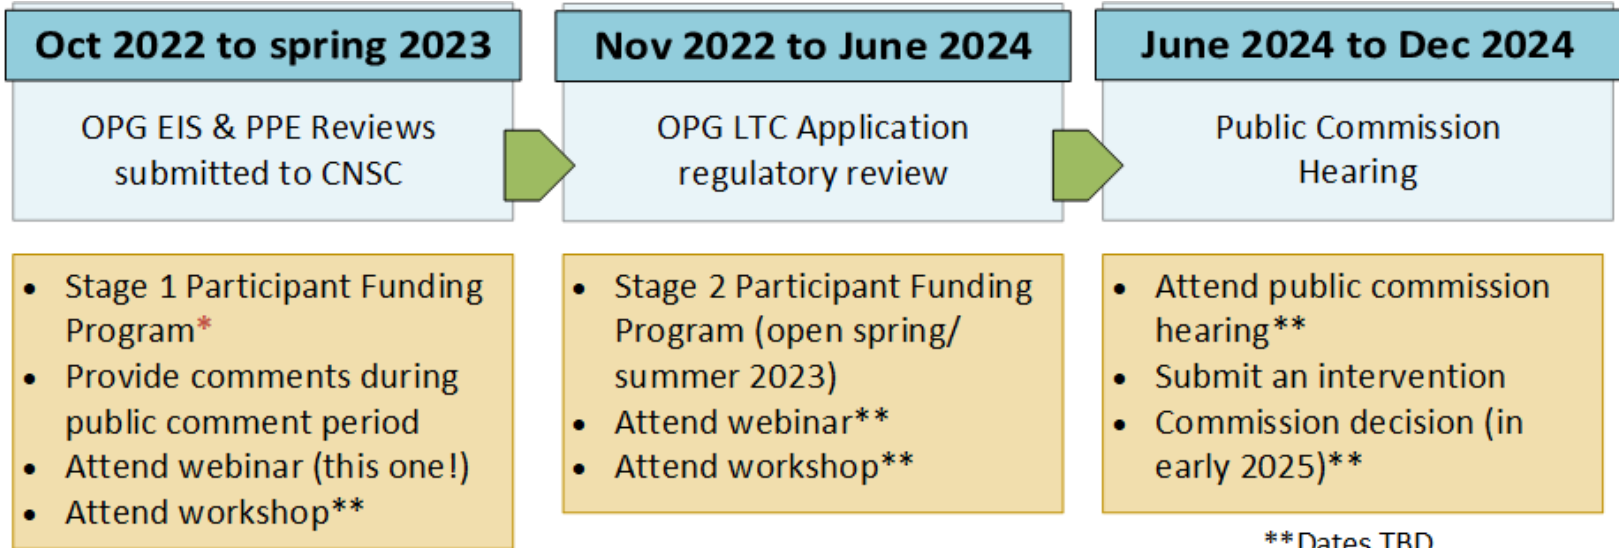 Oct 2022 to spring 2023
OPG EIS & PPE Reviews
submitted to CNSC
• Stage 1 Participant Funding
Program*
• Provide comments during
public comment period
• Attend webinar (this one!)
• Attend workshop**
Nov 2022 to June 2024
OPG LTC Application
regulatory review
• Stage 2 Participant Funding
Program (open spring/
summer 2023)
• Attend webinar**
• Attend workshop**
June 2024 to Dec 2024
Public Commission
Hearing
• Attend public commission
hearing**
• Submit an intervention
• Commission decision (in
early 2025)**
**Dates TBD